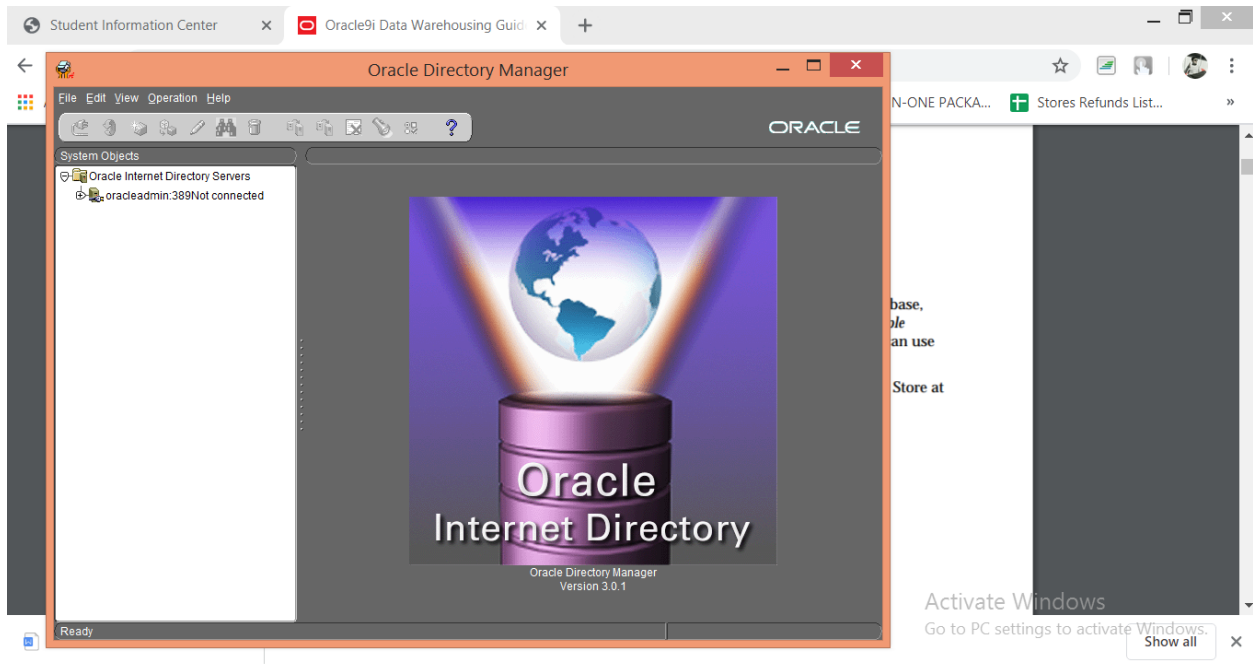 Student Information Center
Oracle9i Data Warehousing Guid
Oracle Directory Manager
N-ONE PACKA...
Stores Refunds List...
»
File Edit View Operation Help
ORACLE
System Objects
Oracle Internet Directory Servers
oracleadmin:389Not connected
base,
ble
an use
Store at
Oracle
Internet Directory
Oracle Directory Manager
Version 3.0.1
Ready
Activate Windows
Go to PC settings to activate Windows.
Show all